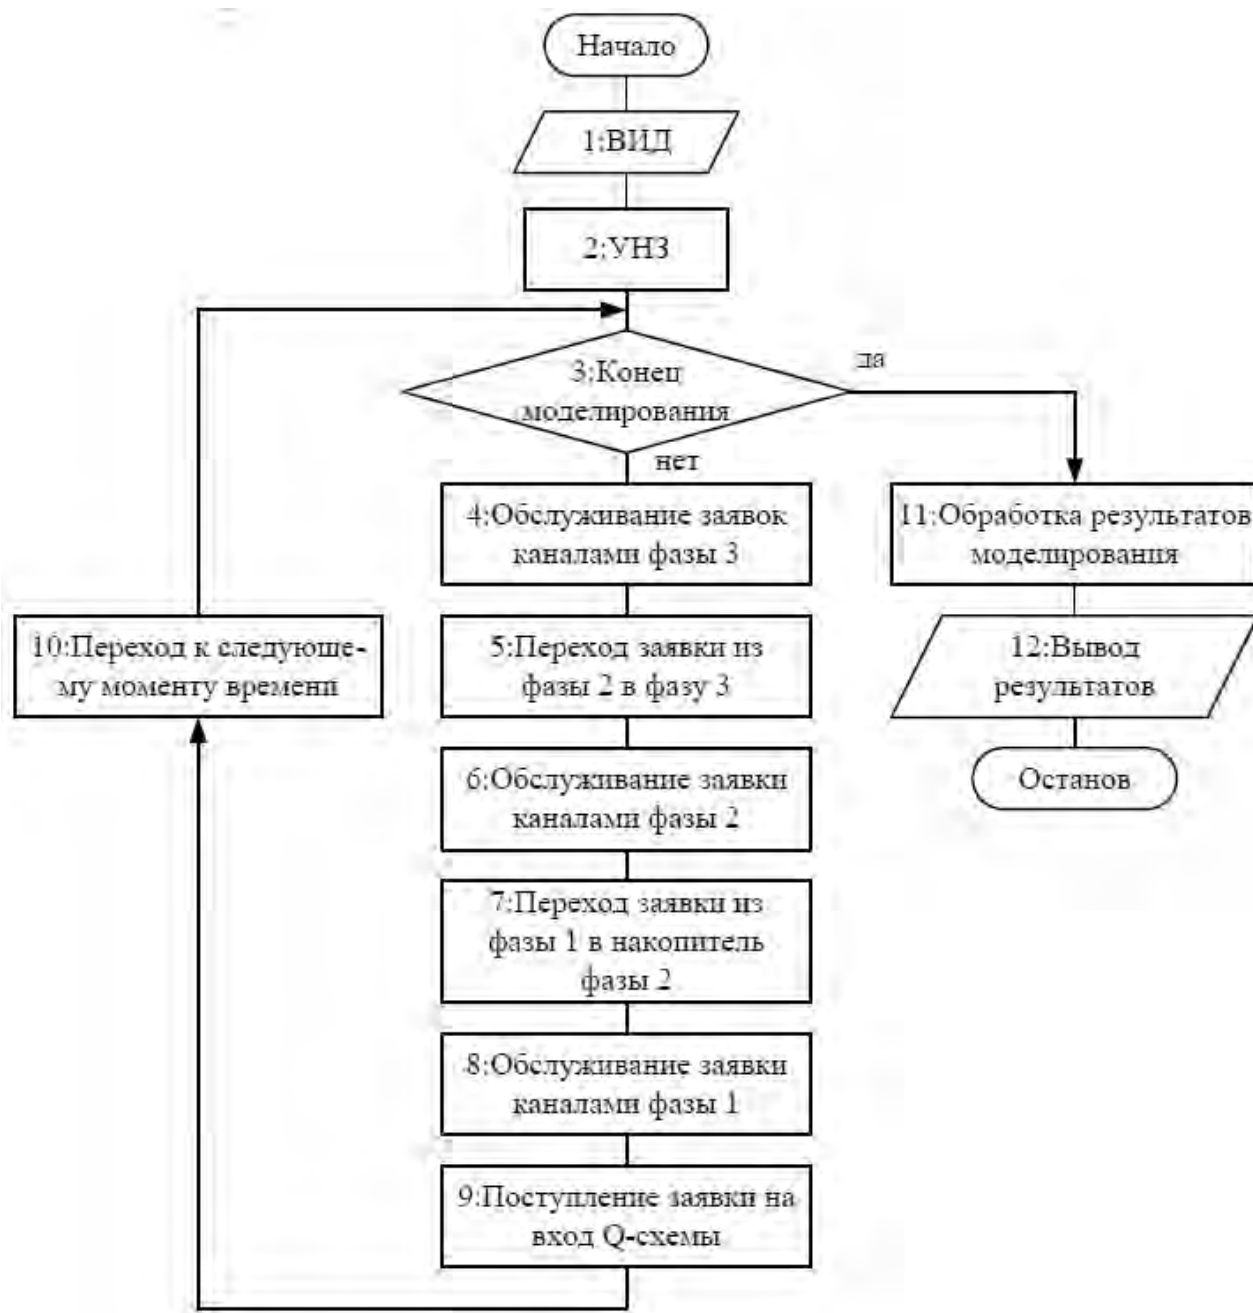 Начало
1:ВИД
2:УНЗ
3:Конец
моделирования
да
нет
4:Обслуживание заявок
каналами фазы 3
11:Обработка результатов
моделирования
10:Переход к следующе-
му моменту времени
5:Переход заявки из
фазы 2 в фазу 3
12:Вывод
результатов
6:Обслуживание заявки
каналами фазы 2
Останов
7:Переход заявки из
фазы 1 в накопитель
фазы 2
8:Обслуживание заявки
каналами фазы 1
9:Поступление заявки на
вход Q-схемы